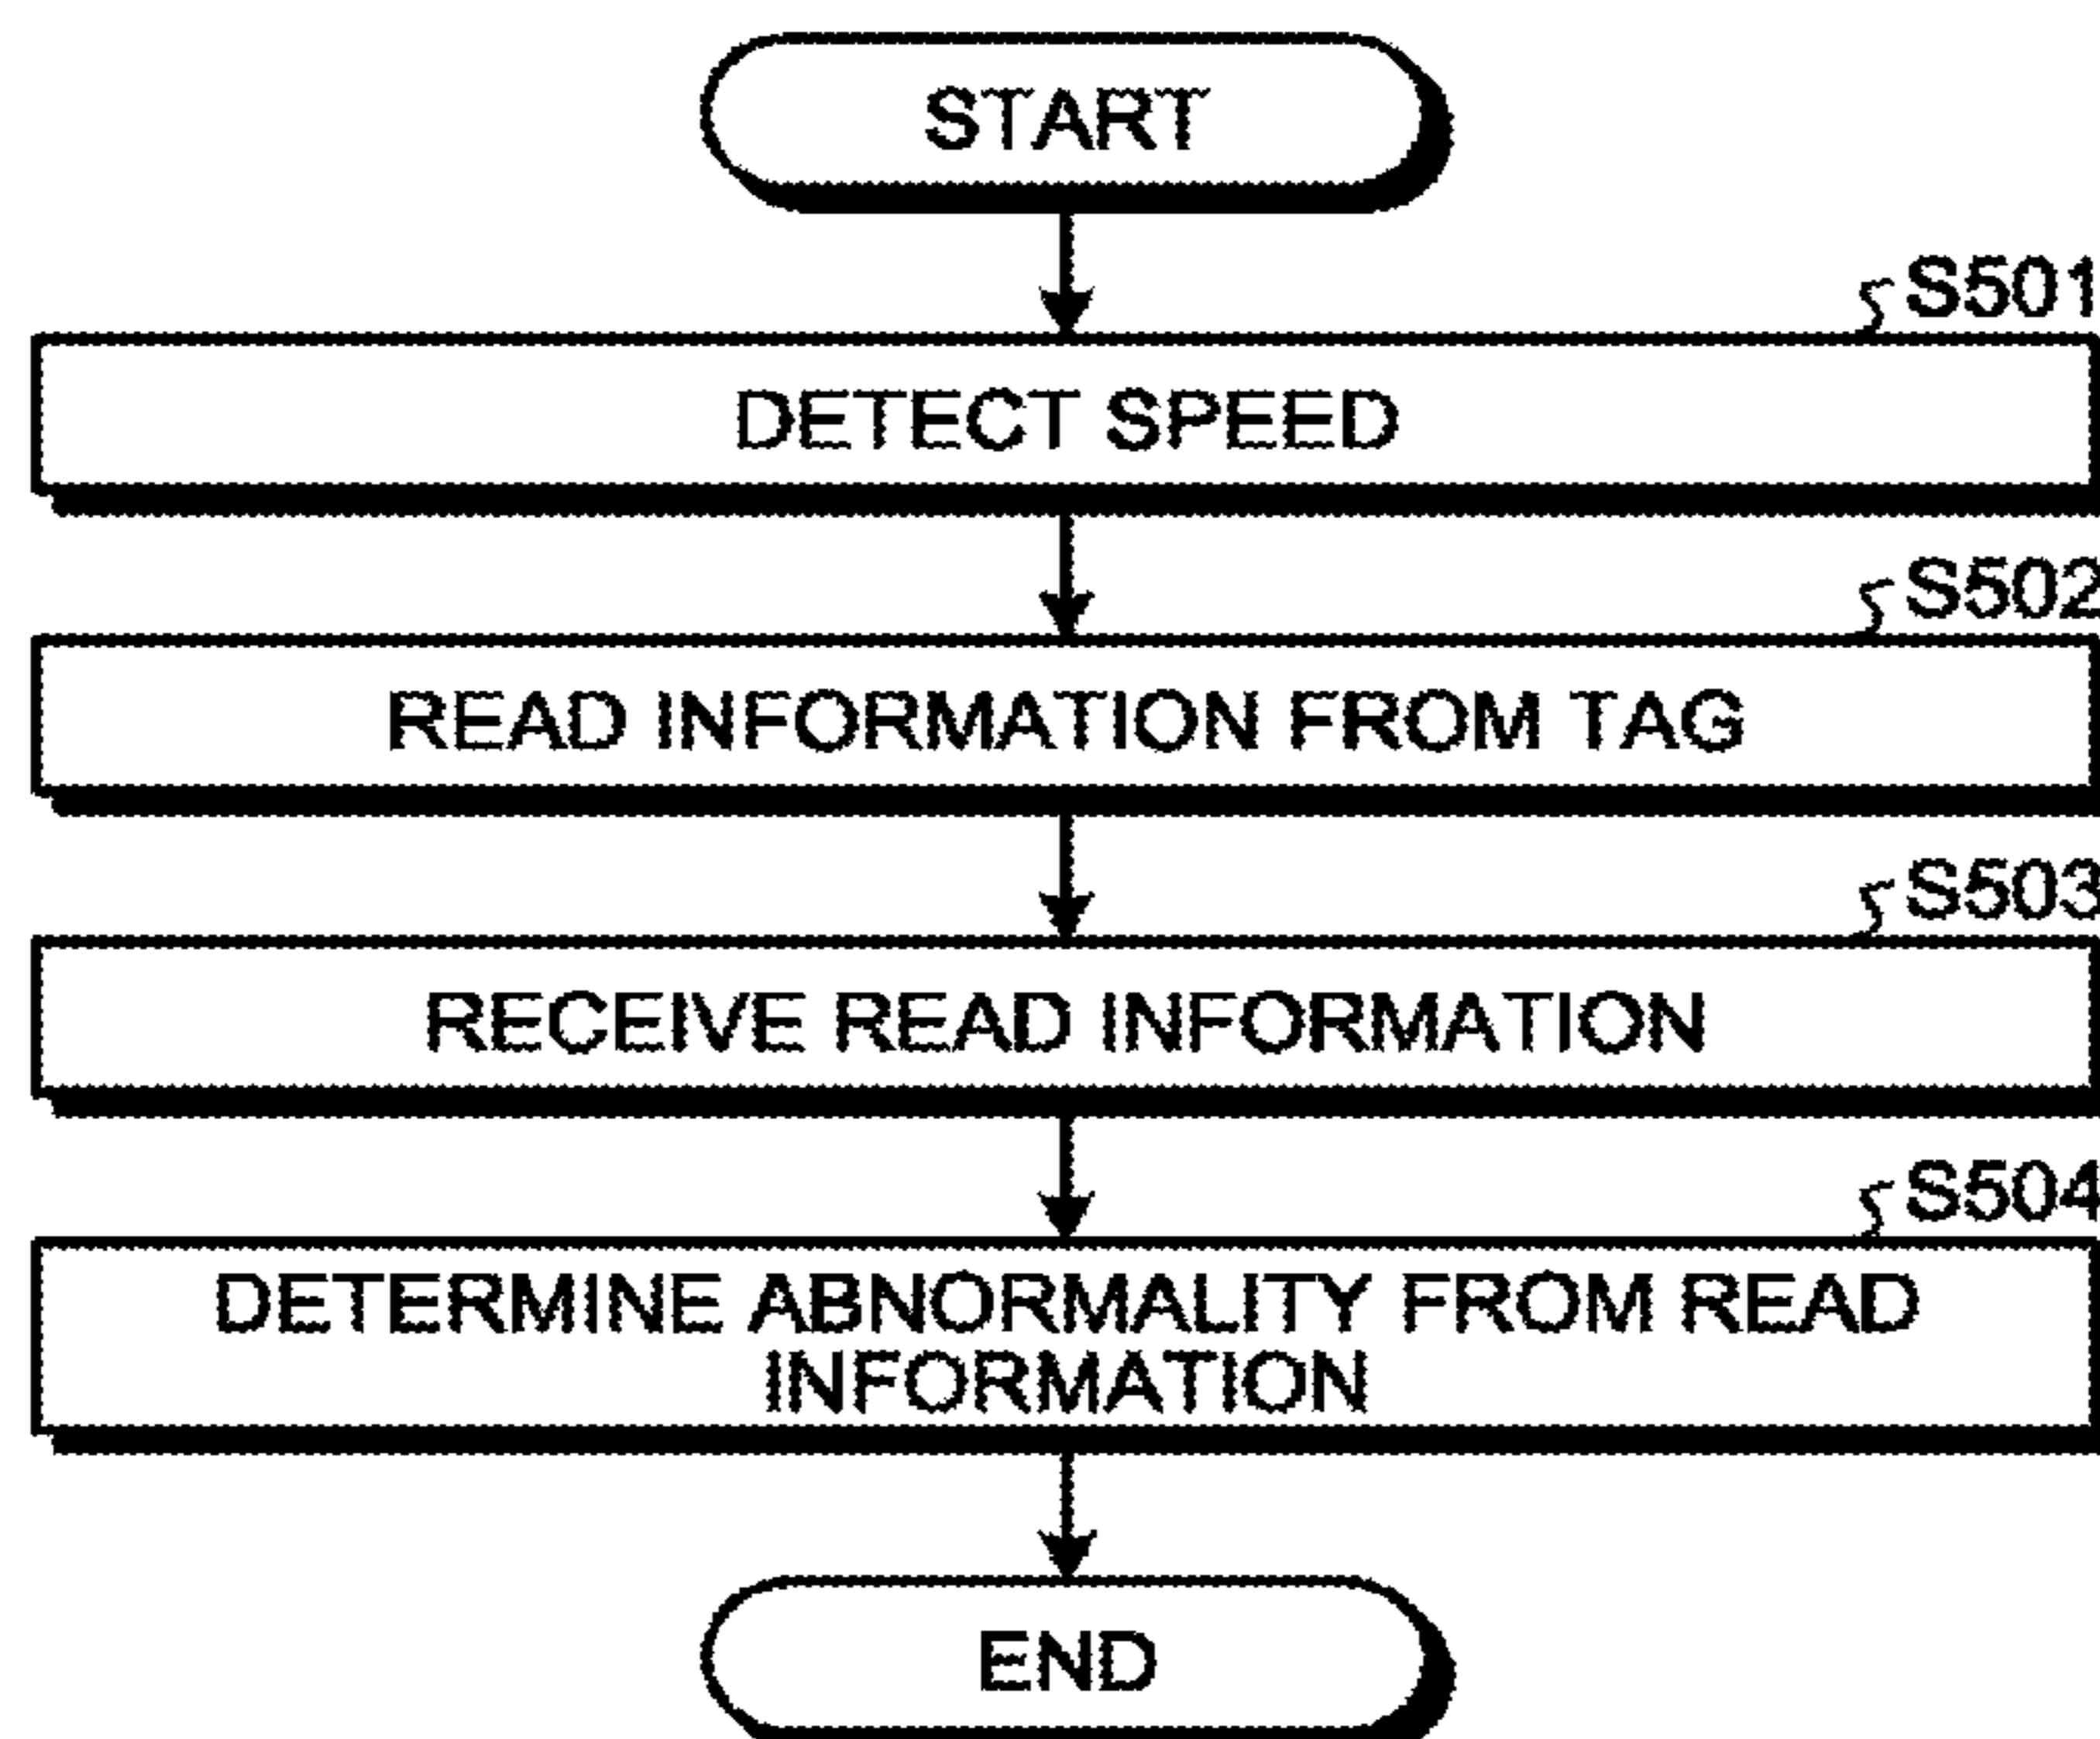 START
S501
DETECT SPEED
S502
READ INFORMATION FROM TAG
S503
RECEIVE READ INFORMATION
S504
DETERMINE ABNORMALITY FROM READ
INFORMATION
END